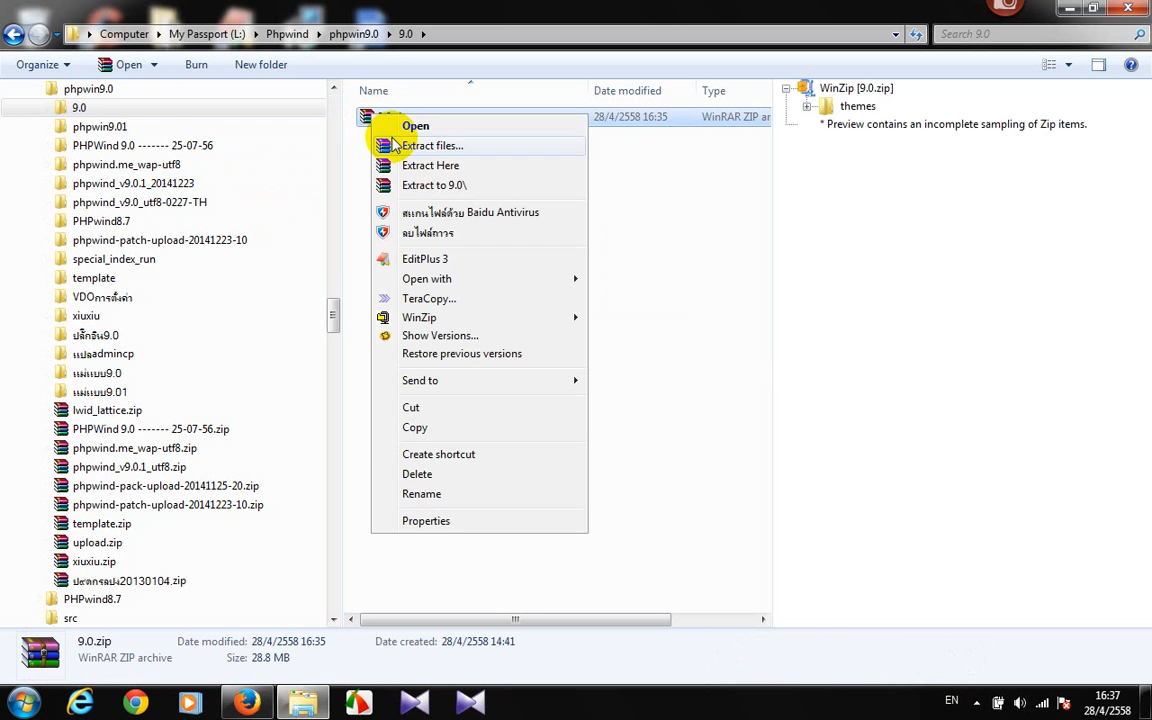 Computer
My Passport (L:)
Phpwind
phpwin9.0
9.0
Search 9.0
Organize
Open
Burn
New folder
phpwin9.0
9.0
phpwin9.01
PHPWind 9.0 ------- 25-07-56
phpwind.me_wap-utf8
phpwind_v9.0.1_20141223
phpwind_v9.0_utf8-0227-TH
PHPwind8.7
phpwind-patch-upload-20141223-10
special_index_run
template
VDOการตั้งค่า
xiuxiu
ปลั๊กอิน9.0
แปลadmincp
แม่แบบ9.0
แม่แบบ9.01
lwid_lattice.zip
PHPWind 9.0 ------- 25-07-56.zip
phpwind.me_wap-utf8.zip
phpwind_v9.0.1_utf8.zip
phpwind-pack-upload-20141125-20.zip
phpwind-patch-upload-20141223-10.zip
template.zip
upload.zip
xiuxiu.zip
PHPwind8.7
src
Name
Date modified
Type
28/4/2558 16:35
WinRAR ZIP ar
Open
Extract files...
Extract Here
Extract to 9.0\
สแกนไฟล์ด้วย Baidu Antivirus
ลบไฟล์ถาวร
EditPlus 3
Open with
TeraCopy...
WinZip
Show Versions...
Restore previous versions
Send to
Cut
Copy
Create shortcut
Delete
Rename
Properties
WinZip [9.0.zip]
themes
* Preview contains an incomplete sampling of Zip items.
9.0.zip
Date modified: 28/4/2558 16:35
Date created: 28/4/2558 14:41
WinRAR ZIP archive
Size: 28.8 MB
EN
16:37
28/4/2558